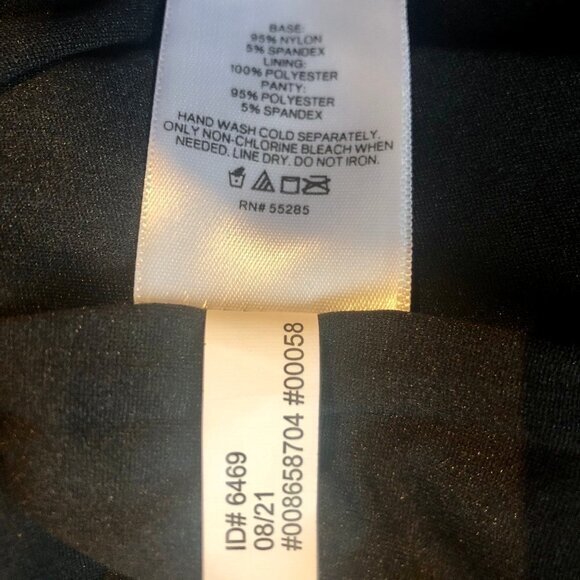 BASE:
95% NYLON
5% SPANDEX
LINING:
100% POLYESTER
PANTY:
95% POLYESTER
5% SPANDEX
HAND WASH COLD SEPARATELY.
ONLY NON-CHLORINE BLEACH WHEN
NEEDED. LINE DRY. DO NOT IRON.
RN# 55285
ID# 6469
08/21
#008658704 #00058